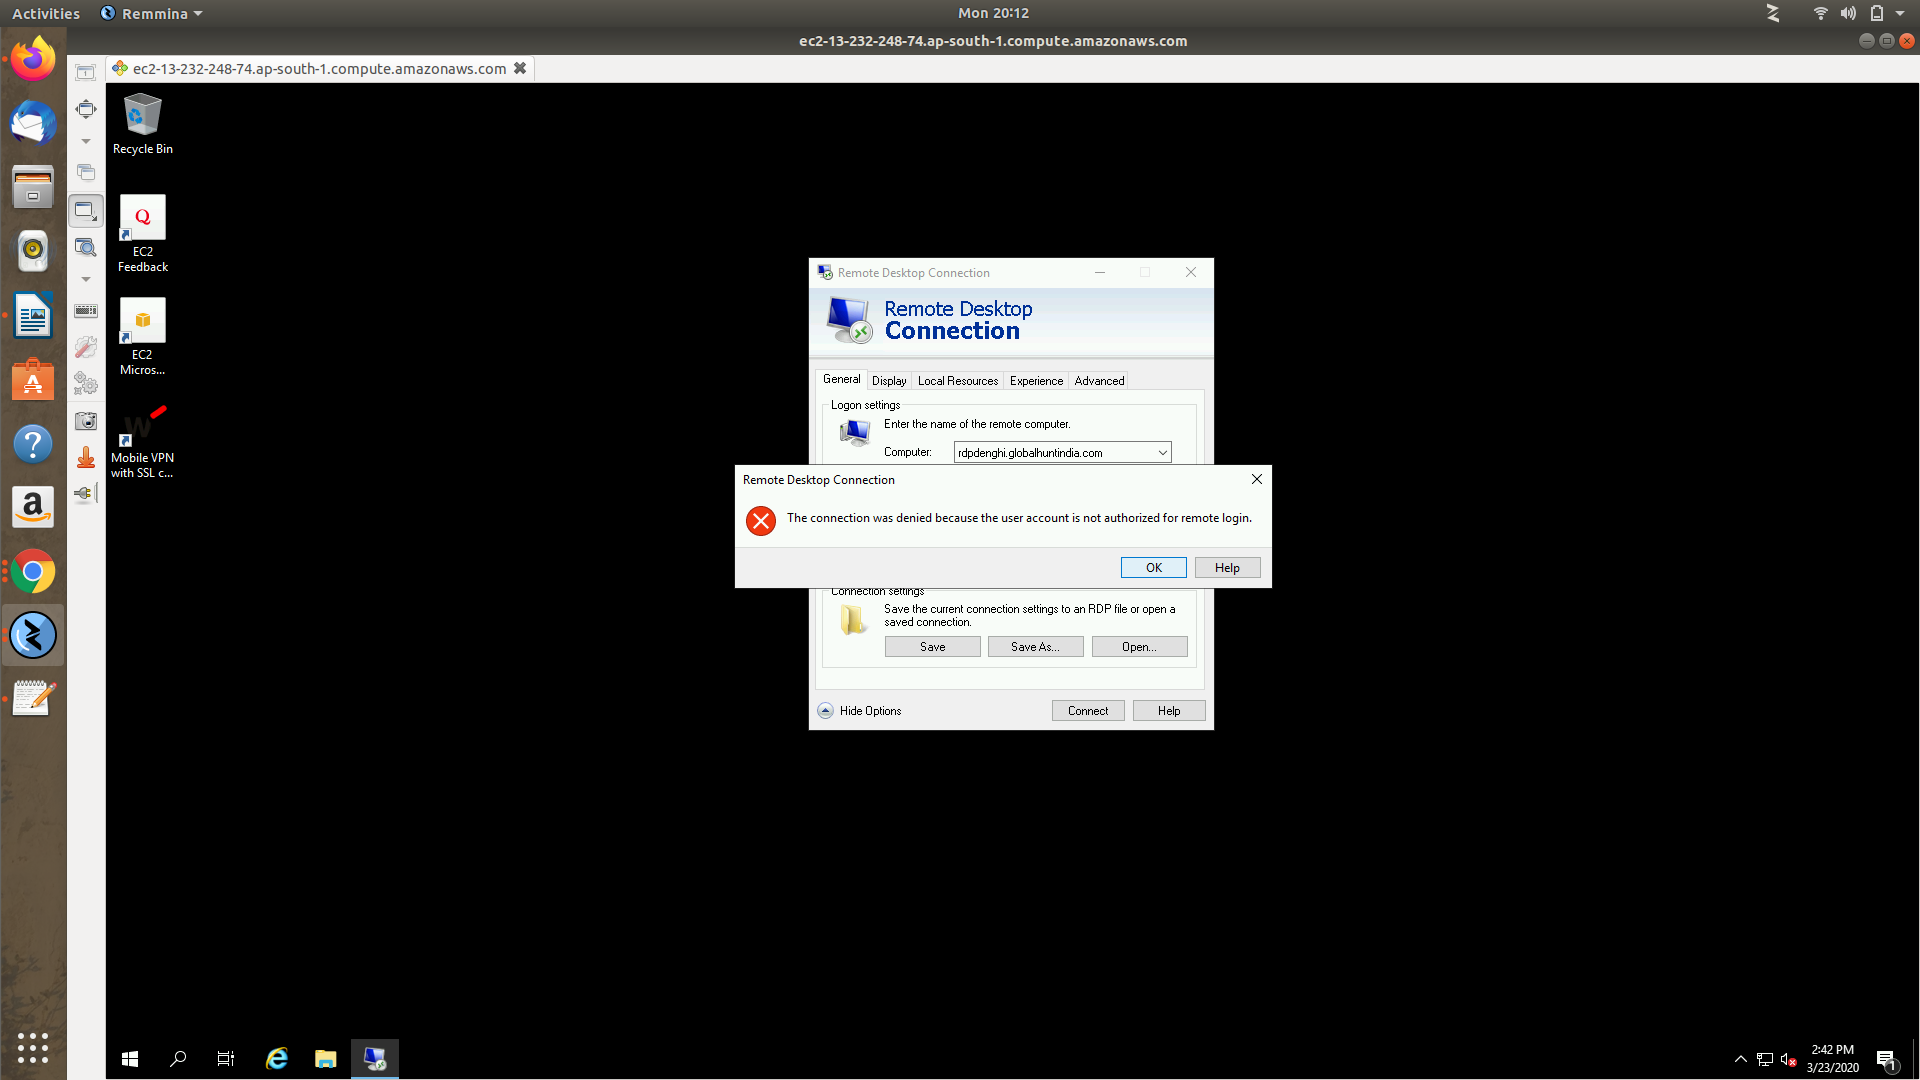 Activities
Remmina
Mon 20:12
ec2-13-232-248-74.ap-south-1.compute.amazonaws.com
ec2-13-232-248-74.ap-south-1.compute.amazonaws.com
Recycle Bin
Q
EC2
Feedback
EC2
Micros...
W
Mobile VPN
with SSL c...
Remote Desktop Connection
Remote Desktop
Connection
General
Display
Local Resources
Experience
Advanced
Logon settings
Enter the name of the remote computer.
Computer:
rdpdenghi.globalhuntindia.com
Remote Desktop Connection
The connection was denied because the user account is not authorized for remote login.
OK
Help
Connection settings
Save the current connection settings to an RDP file or open a
saved connection.
Save
Save As...
Open...
Hide Options
Connect
Help
2:42 PM
3/23/2020
1